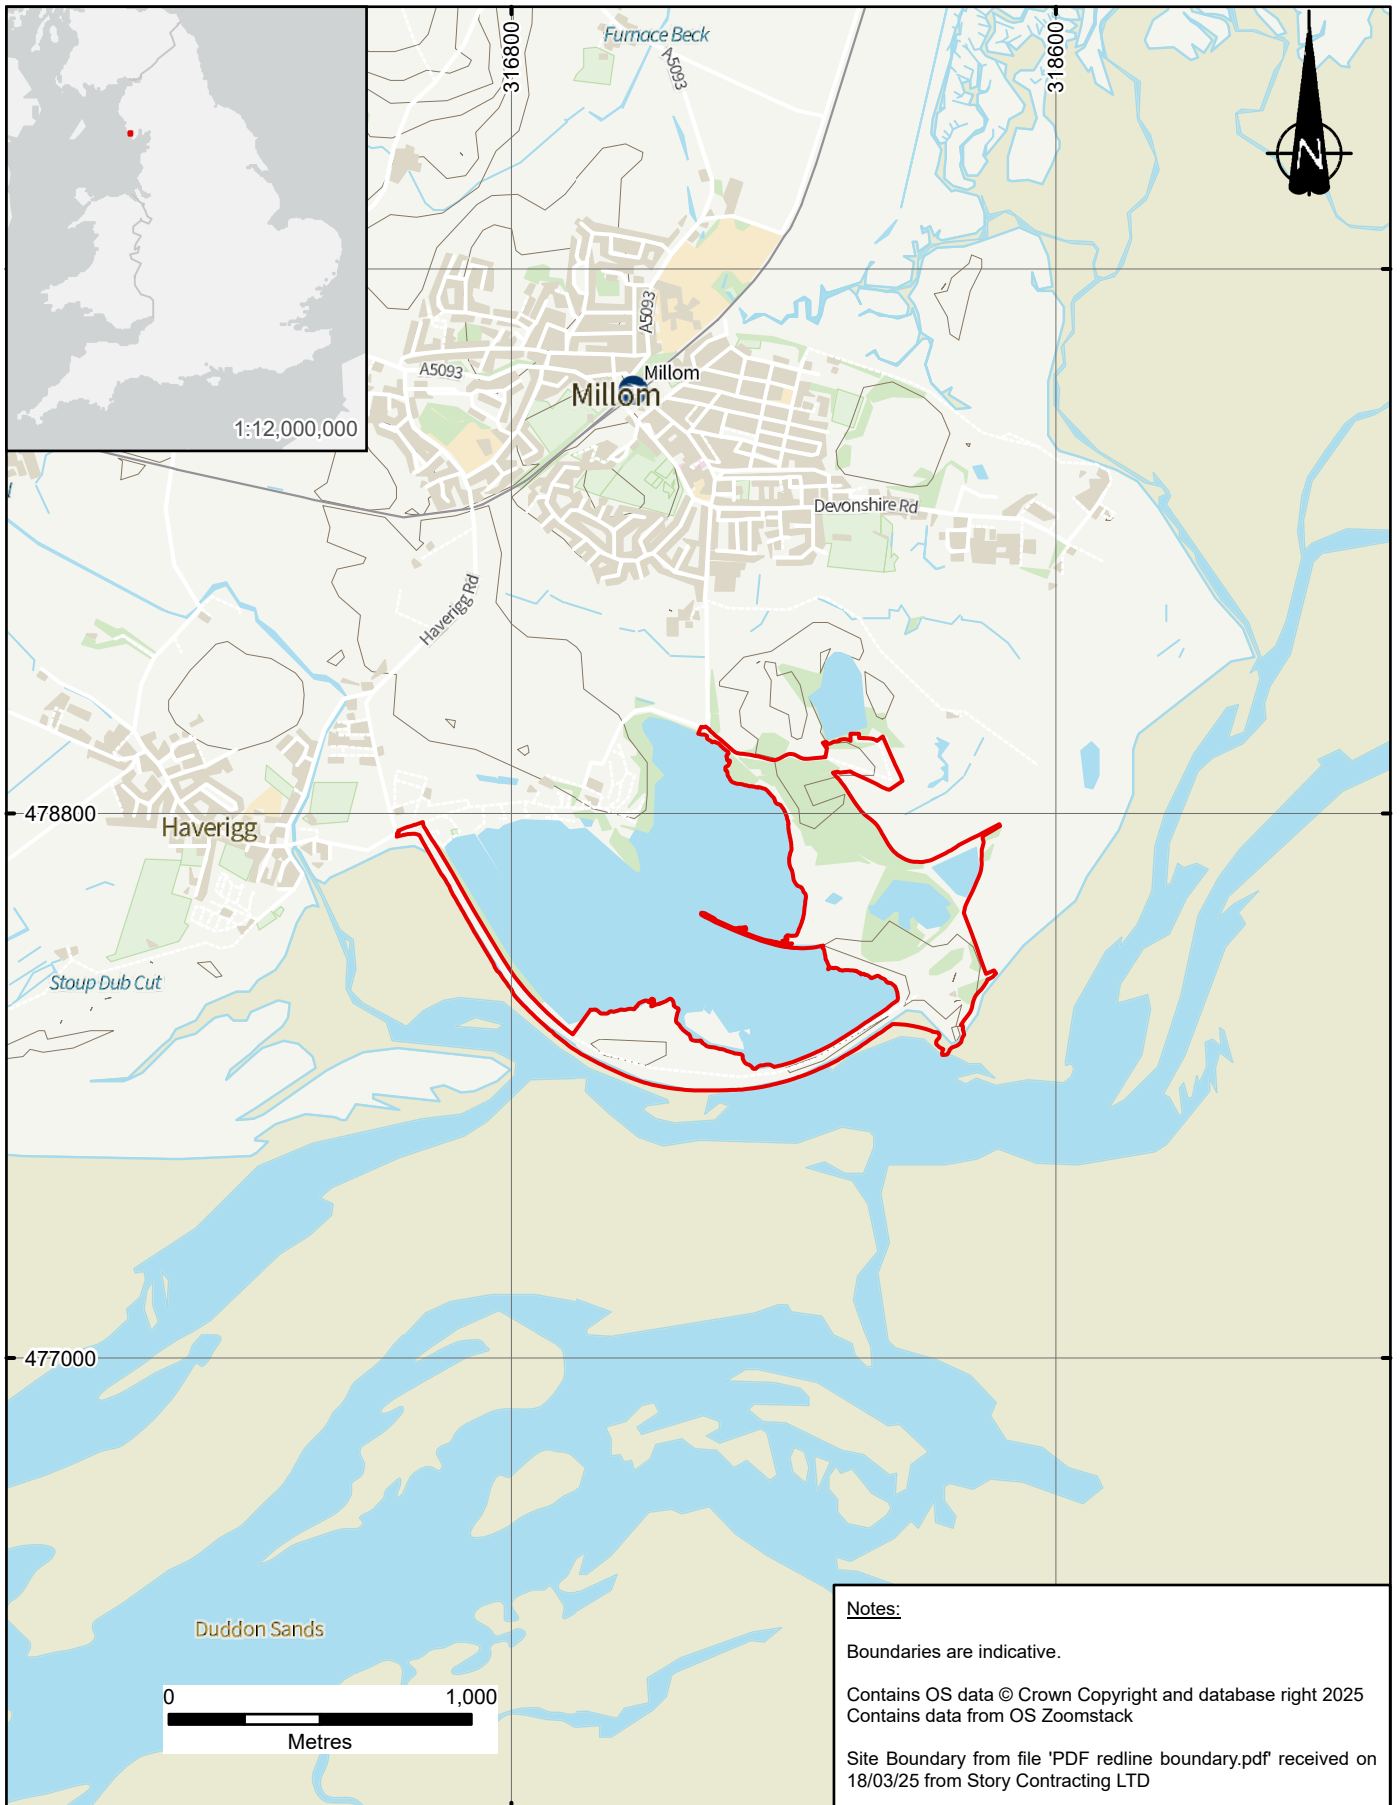 Furnace Beck
A5093
316800
318600
N
1:12,000,000
A5093
A5093
Millom
Millom
Devonshire Rd
Haverigg Rd
478800
Haverigg
Stoup Dub Cut
477000
Duddon Sands
0 1,000
Metres
Notes:
Boundaries are indicative.
Contains OS data © Crown Copyright and database right 2025
Contains data from OS Zoomstack
Site Boundary from file 'PDF redline boundary.pdf' received on
18/03/25 from Story Contracting LTD